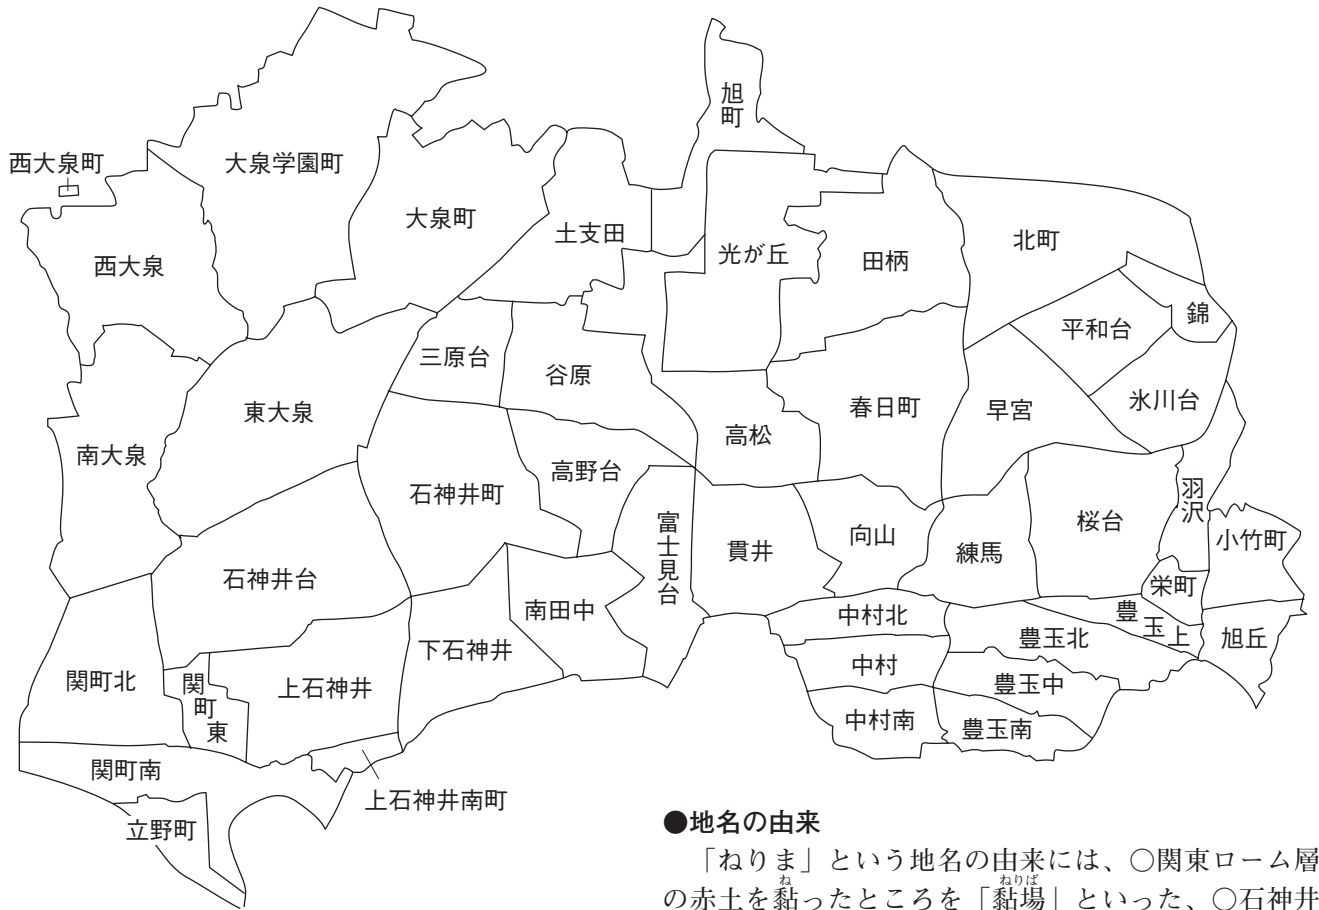 旭町
西大泉町
大泉学園町
大泉町
土支田
光が丘
田柄
北町
西大泉
錦
平和台
三原台
谷原
氷川台
東大泉
春日町
早宮
高松
南大泉
高野台
石神井町
羽沢
富士見台
桜台
貫井
向山
練馬
小竹町
石神井台
栄町
南田中
中村北
豊玉上
豊玉北
旭丘
下石神井
中村
関町北
関町東
上石神井
豊玉中
中村南
豊玉南
関町南
上石神井南町
立野町
●地名の由来
「ねりま」という地名の由来には、○関東ローム層
の赤土を黏ったところを「黏場」といった、○石神井
ね
ねりば